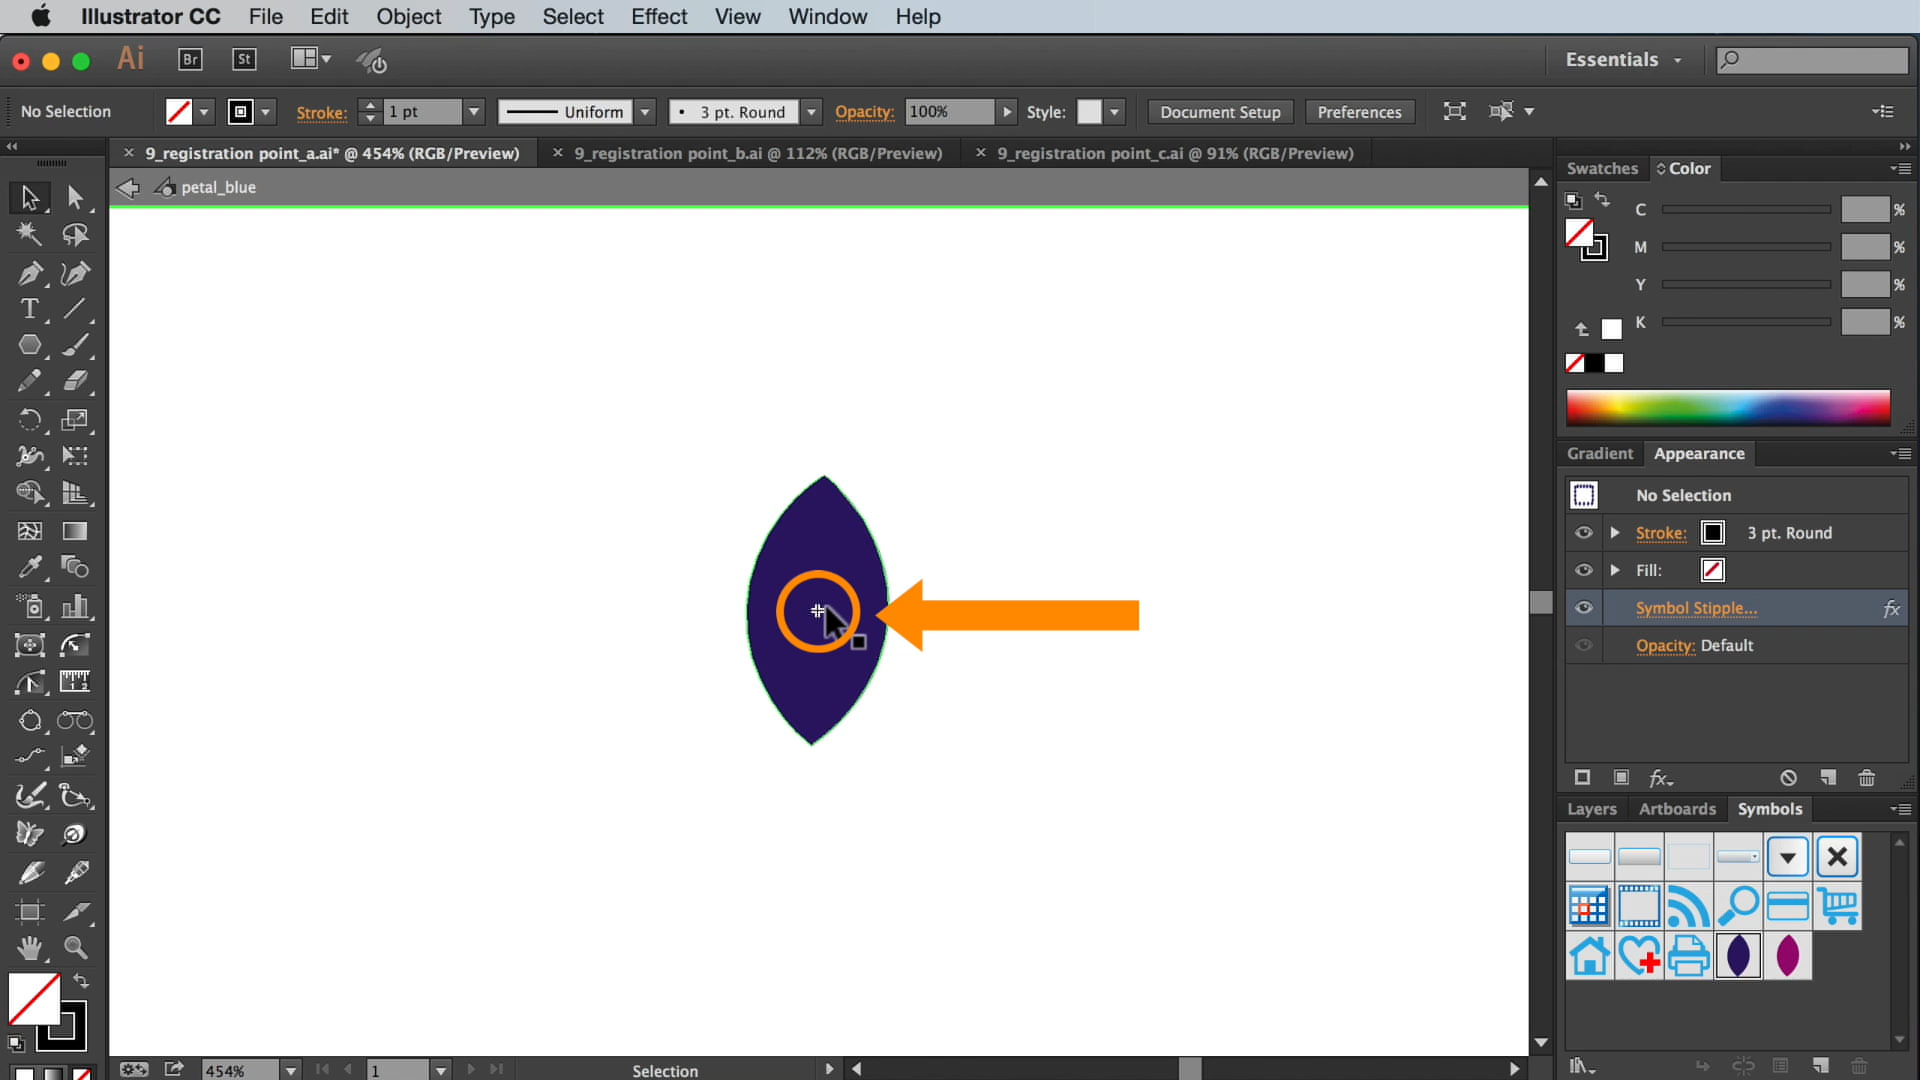 Illustrator CC File Edit Object Type Select Effect View Window Help
Ai Br St Essentials
No Selection Stroke: 1 pt Uniform 3 pt. Round Opacity: 100% Style: Document Setup Preferences
9_registration point_a.ai* @ 454% (RGB/Preview) 9_registration point_b.ai @ 112% (RGB/Preview) 9_registration point_c.ai @ 91% (RGB/Preview)
petal_blue
Swatches Color
C %
M %
Y %
K %
Gradient Appearance
No Selection
Stroke: 3 pt. Round
Fill:
Symbol Stipple... fx
Opacity: Default
fx
Layers Artboards Symbols
454% 1 Selection